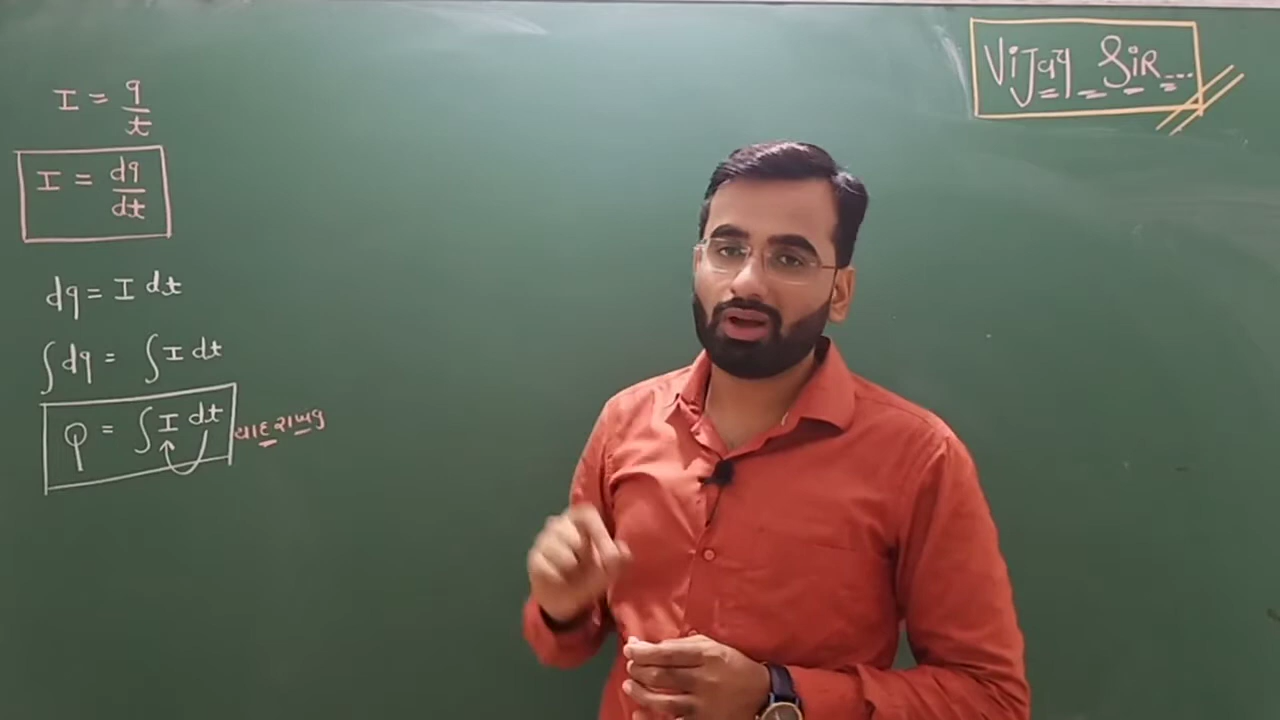 I = q/t
I = dq/dt
dq = I dt
∫dq = ∫I dt
Q = ∫I dt યાદ રાખવુ
Vijay Sir...